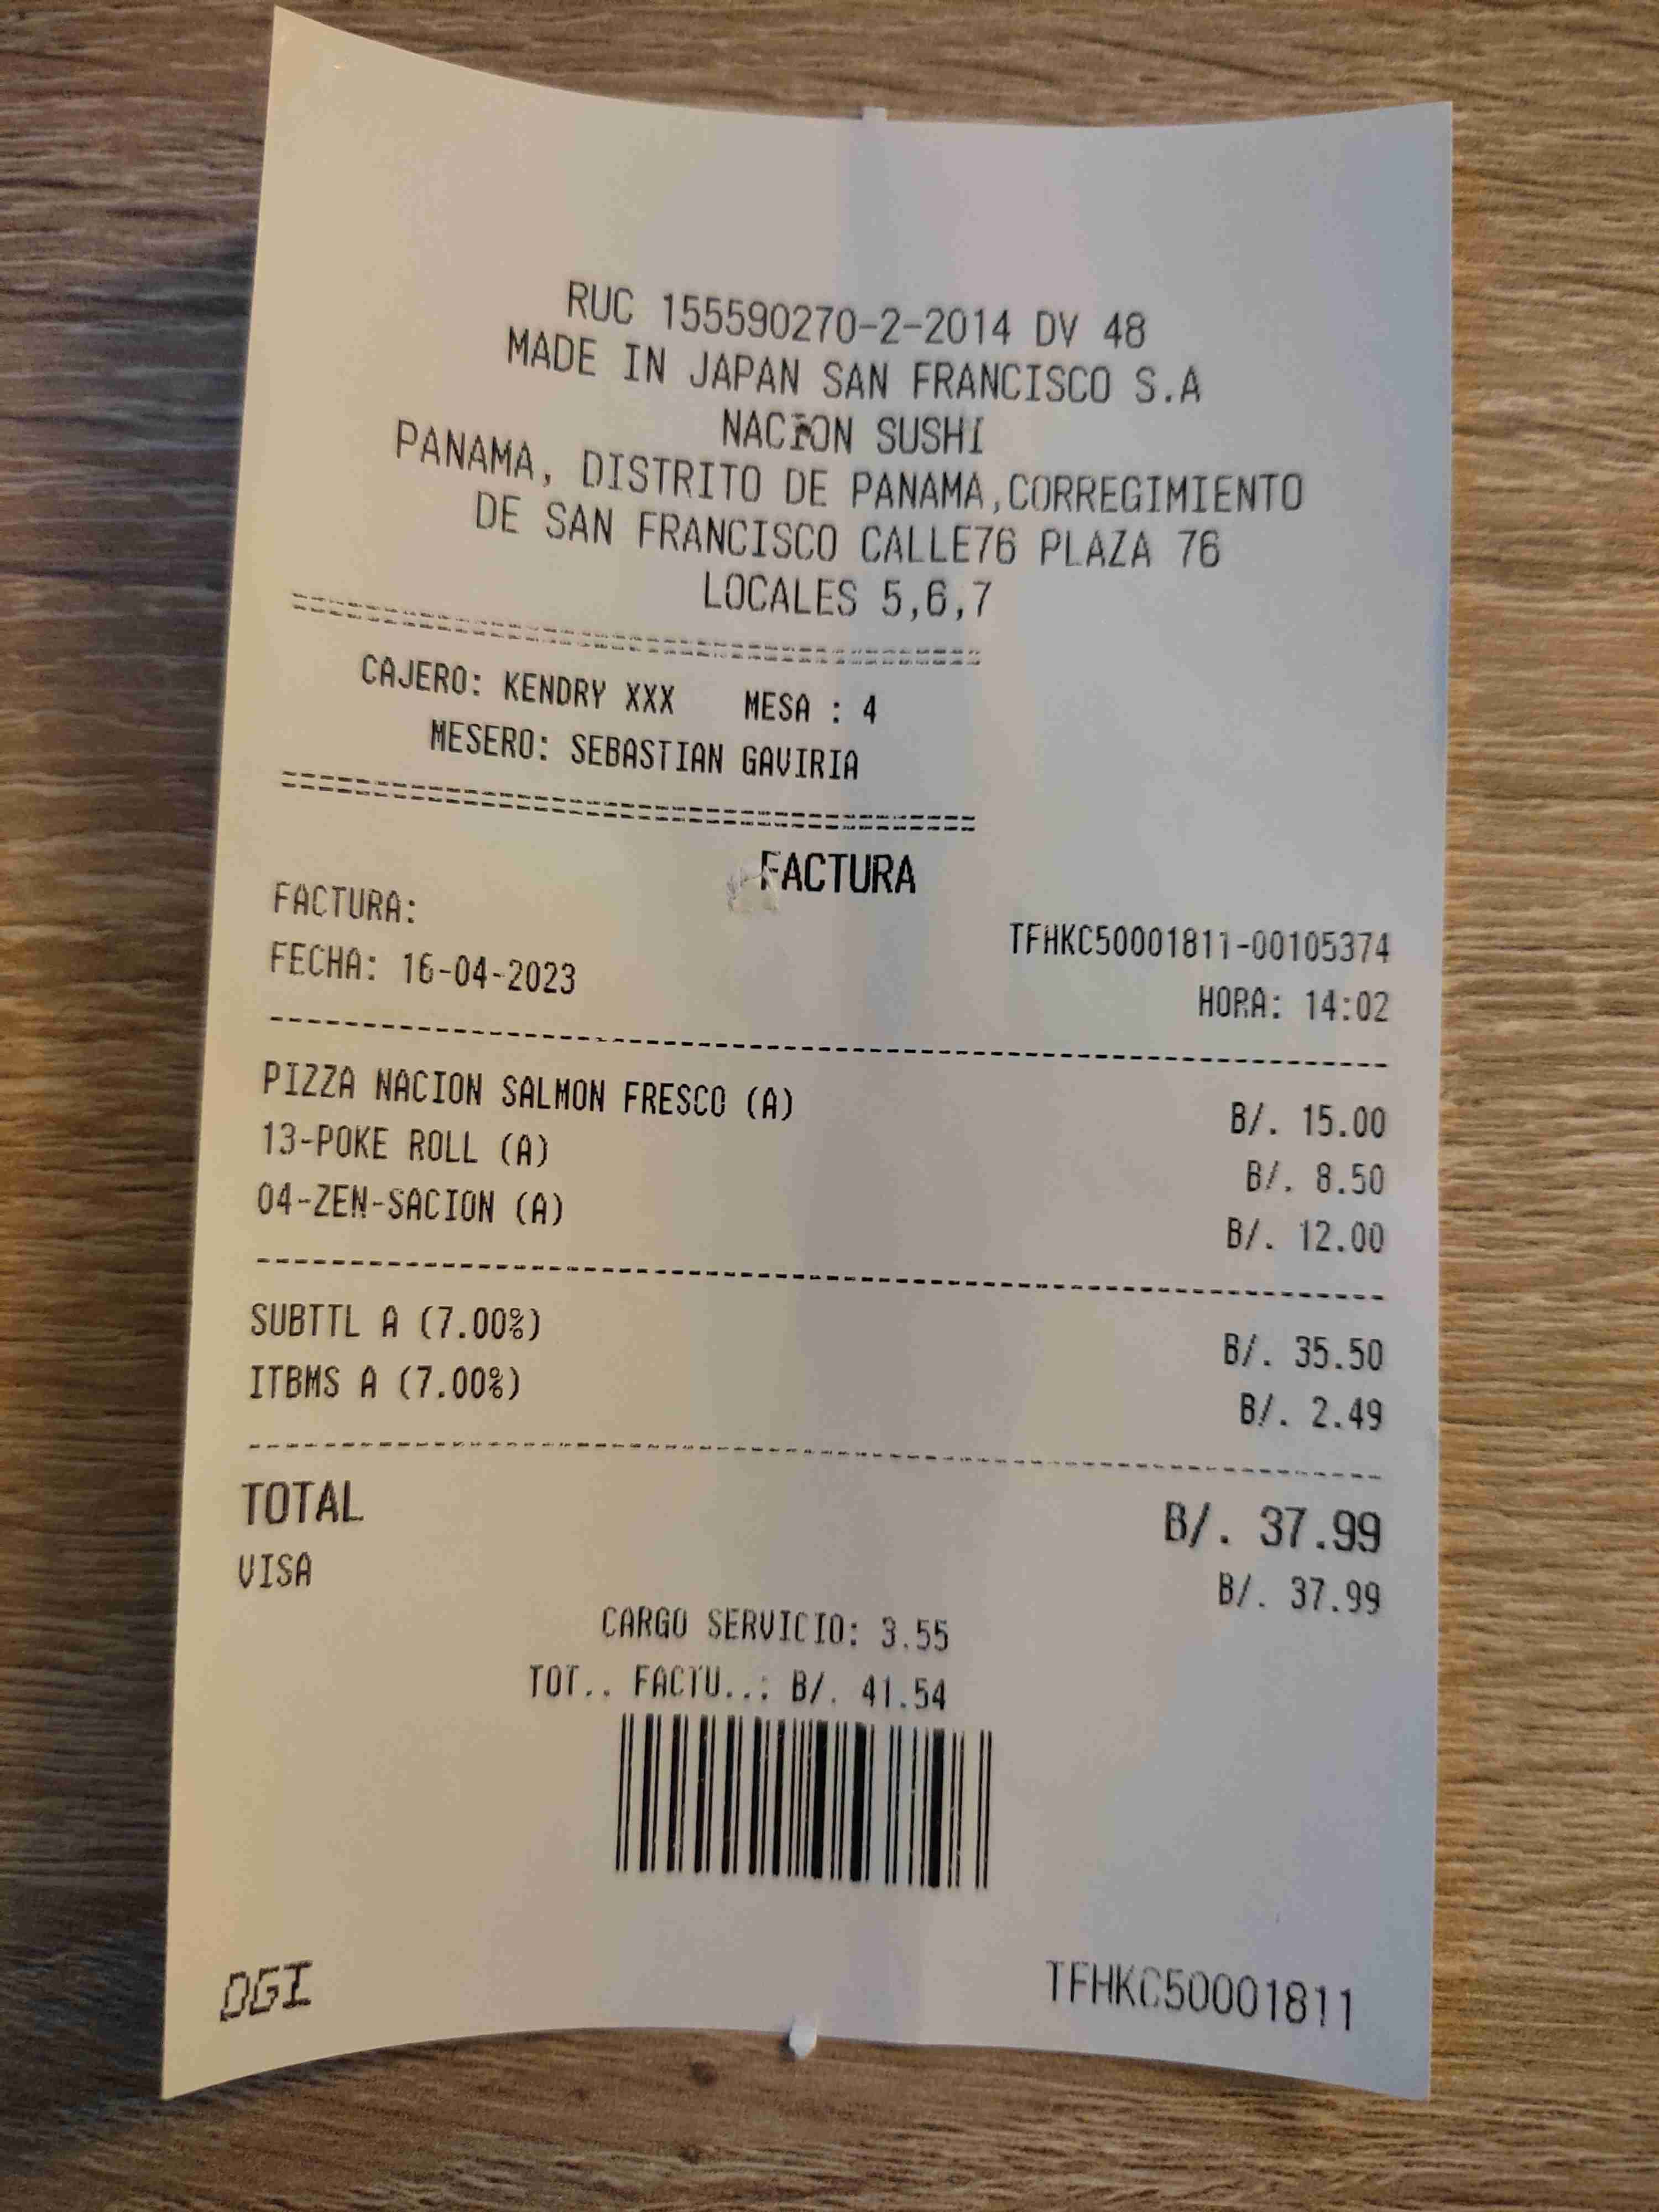 RUC 155590270-2-2014 DV 48
MADE IN JAPAN SAN FRANCISCO S.A
NACION SUSHI
PANAMA, DISTRITO DE PANAMA,CORREGIMIENTO
DE SAN FRANCISCO CALLE76 PLAZA 76
LOCALES 5,6,7
================================
CAJERO: KENDRY XXX MESA : 4
MESERO: SEBASTIAN GAVIRIA
================================
FACTURA
FACTURA: TFHKC50001811-00105374
FECHA: 16-04-2023 HORA: 14:02
PIZZA NACION SALMON FRESCO (A) B/. 15.00
13-POKE ROLL (A) B/. 8.50
04-ZEN-SACION (A) B/. 12.00
SUBTTL A (7.00%) B/. 35.50
ITBMS A (7.00%) B/. 2.49
TOTAL B/. 37.99
VISA B/. 37.99
CARGO SERVICIO: 3.55
TOT.. FACTU..: B/. 41.54
DGI TFHKC50001811